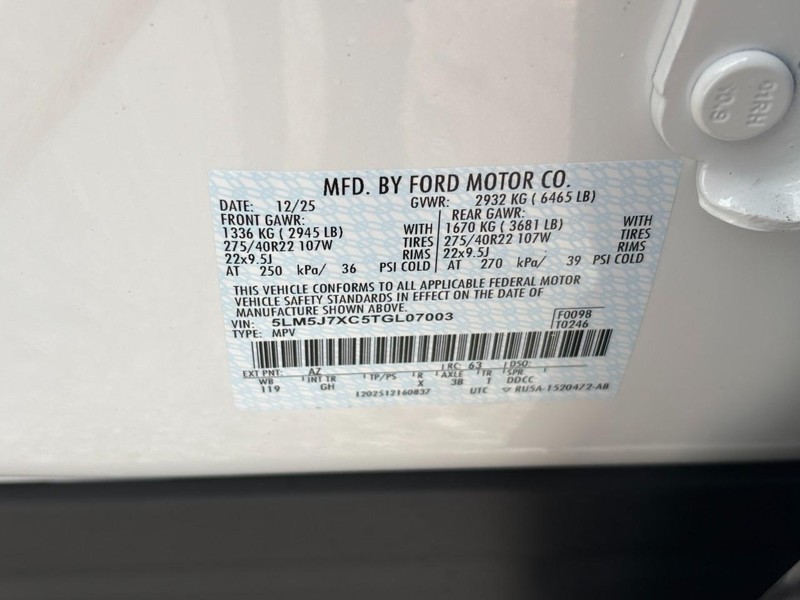 MFD. BY FORD MOTOR CO.
DATE: 12/25 GVWR: 2932 KG ( 6465 LB)
FRONT GAWR: REAR GAWR:
1336 KG ( 2945 LB) WITH 1670 KG ( 3681 LB) WITH
275/40R22 107W TIRES 275/40R22 107W TIRES
22x9.5J RIMS 22x9.5J RIMS
AT 250 kPa/ 36 PSI COLD AT 270 kPa/ 39 PSI COLD
THIS VEHICLE CONFORMS TO ALL APPLICABLE FEDERAL MOTOR
VEHICLE SAFETY STANDARDS IN EFFECT ON THE DATE OF
MANUFACTURE SHOWN ABOVE.
VIN: 5LM5J7XC5TGL07003 F0098
TYPE: MPV T0246
EXT PNT: AZ RC: 63 DSO:
WB INT TR TP/PS R AXLE TR SPR
119 GH X 3B 1 DDCC
1202512160837 UTC RU5A-1520472-AB
10.9
01RH